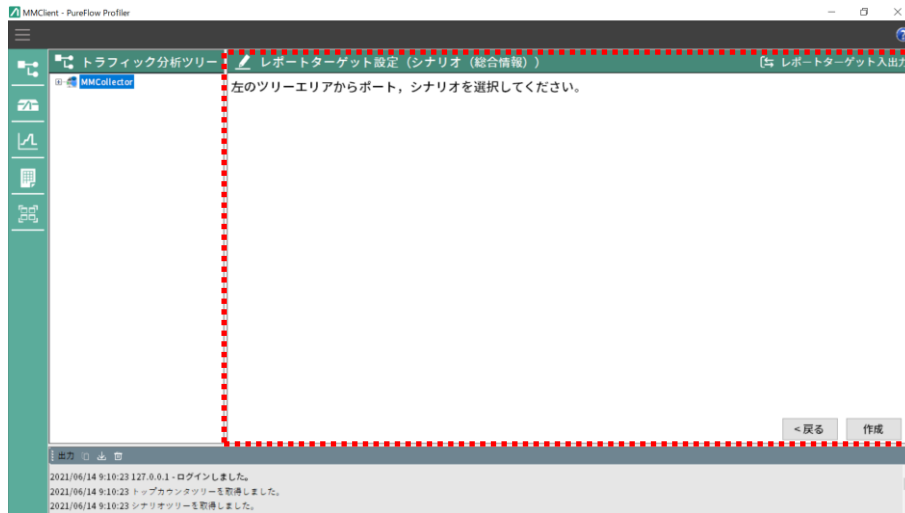 MMClient - PureFlow Profiler
トラフィック分析ツリー
レポートターゲット設定（シナリオ（総合情報））
レポートターゲット入出力
MMCollector
左のツリーエリアからポート，シナリオを選択してください。
<戻る
作成
出力
2021/06/14 9:10:23 127.0.0.1 - ログインしました。
2021/06/14 9:10:23 トップカウンタツリーを取得しました。
2021/06/14 9:10:23 シナリオツリーを取得しました。